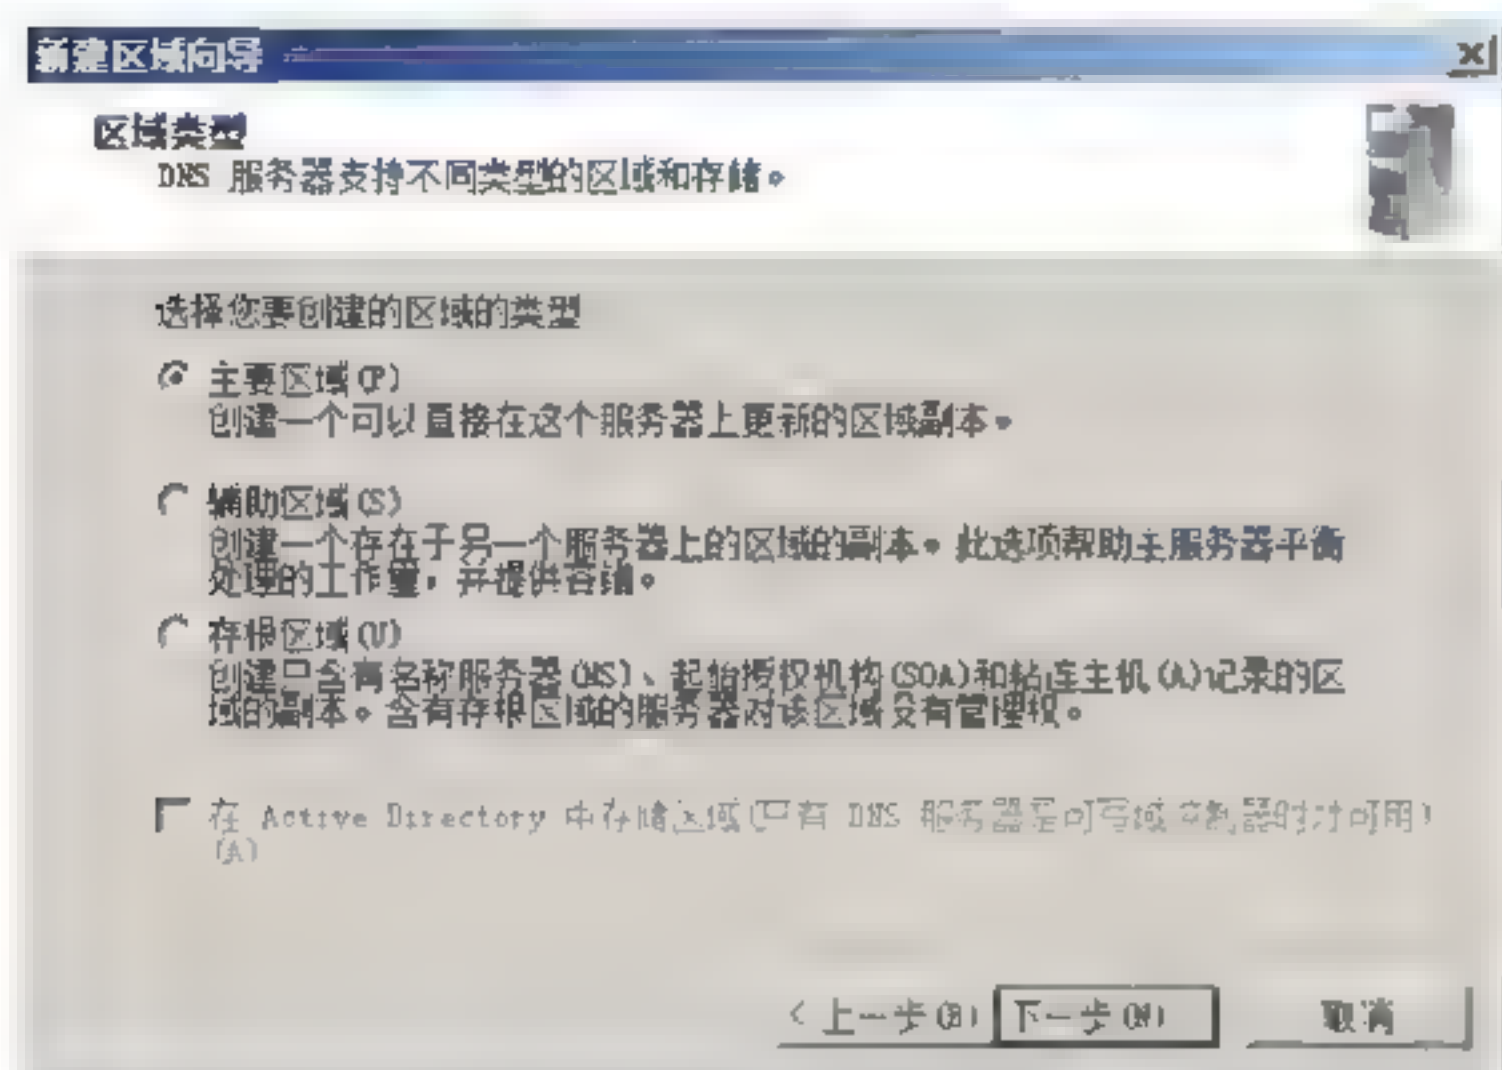 新建区域向导
区域类型
DNS 服务器支持不同类型的区域和存储。
选择您要创建的区域的类型
主要区域(P)
创建一个可以直接在这个服务器上更新的区域副本。
辅助区域(S)
创建一个存在于另一个服务器上的区域的副本。此选项帮助主服务器平衡
处理的工作量，并提供容错。
存根区域(U)
创建只含有名称服务器(NS)、起始授权机构(SOA)和粘连主机(A)记录的区
域的副本。含有存根区域的服务器对该区域没有管理权。
在 Active Directory 中存储区域(只有 DNS 服务器是可写域控制器时才可用)
(A)
< 上一步(B)
下一步(N)
取消